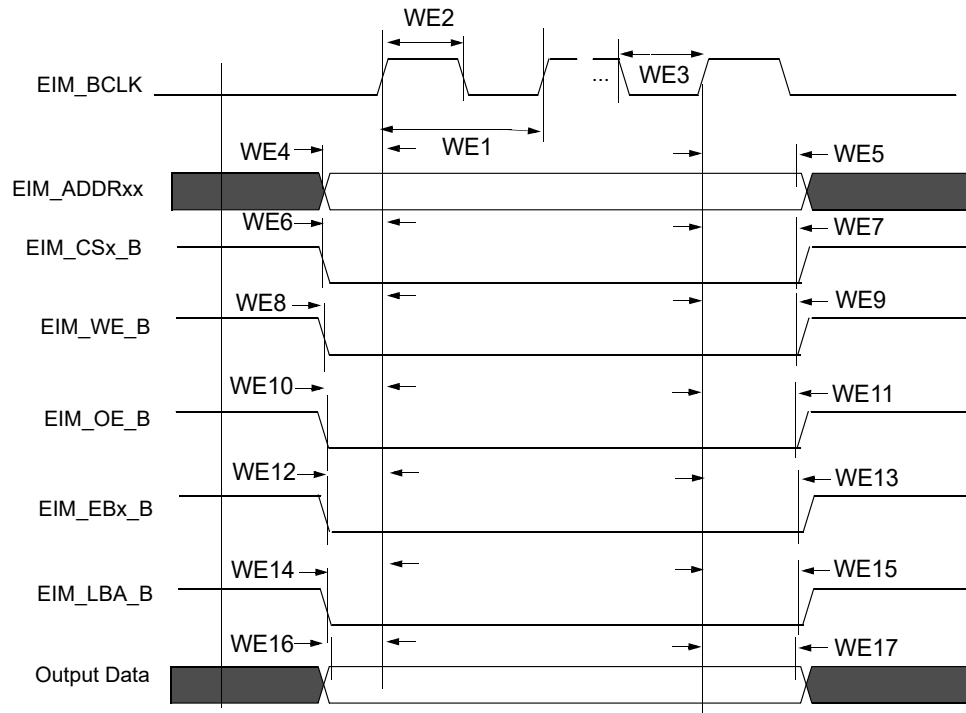 WE2
EIM_BCLK
...
WE3
WE4
WE1
WE5
EIM_ADDRxx
WE6
WE7
EIM_CSx_B
WE8
WE9
EIM_WE_B
WE10
WE11
EIM_OE_B
WE12
WE13
EIM_EBx_B
WE14
WE15
EIM_LBA_B
WE16
WE17
Output Data